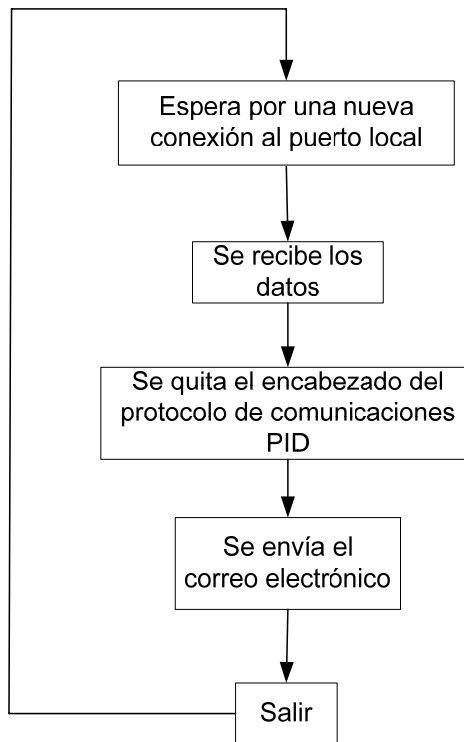 Espera por una nueva
conexión al puerto local
Se recibe los
datos
Se quita el encabezado del
protocolo de comunicaciones
PID
Se envía el
correo electrónico
Salir